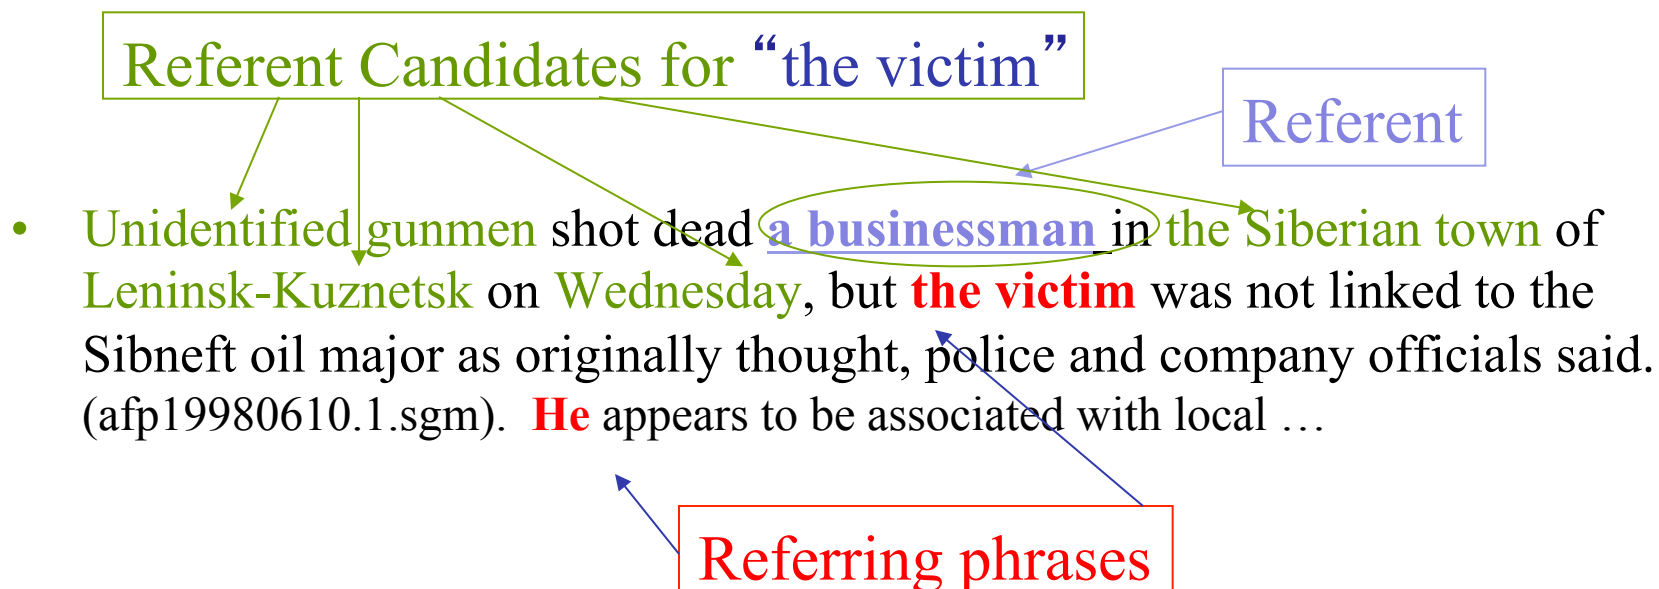 Referent Candidates for “the victim”
Referent
• Unidentified gunmen shot dead a businessman in the Siberian town of
Leninsk-Kuznetsk on Wednesday, but the victim was not linked to the
Sibneft oil major as originally thought, police and company officials said.
(afp19980610.1.sgm). He appears to be associated with local …
Referring phrases